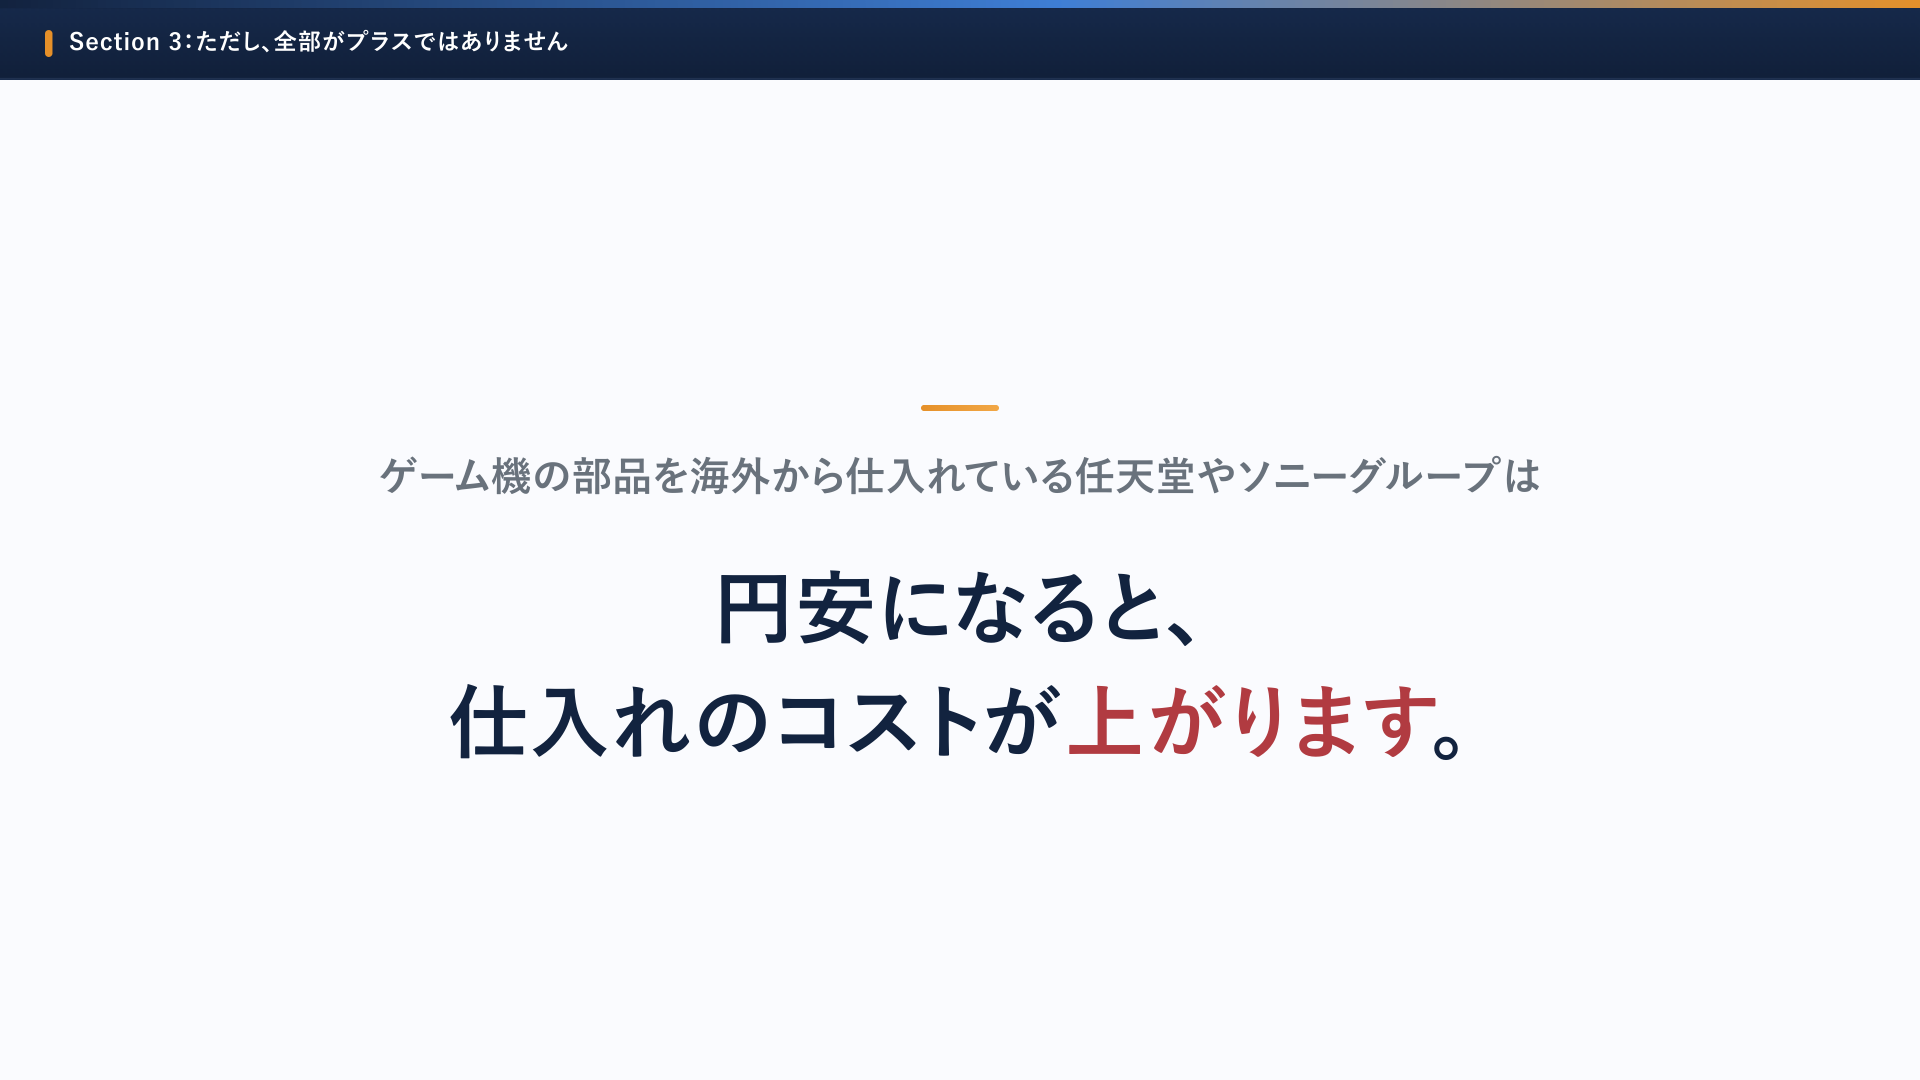 Section 3：ただし、全部がプラスではありません
ゲーム機の部品を海外から仕入れている任天堂やソニーグループは
円安になると、
仕入れのコストが上がります。